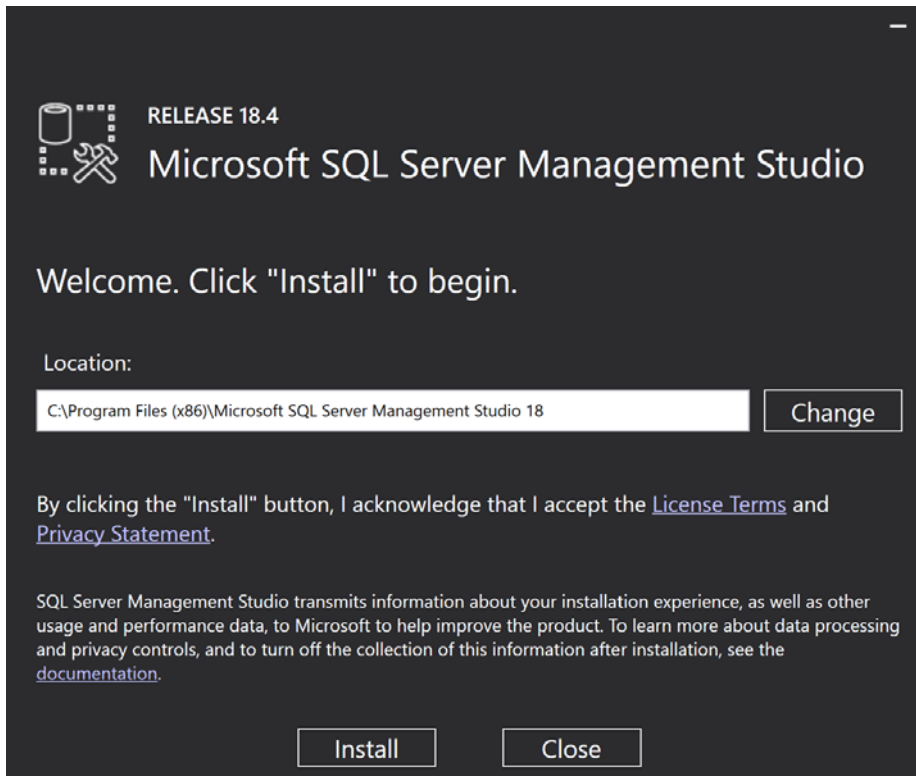 RELEASE 18.4
Microsoft SQL Server Management Studio
Welcome. Click "Install" to begin.
Location:
C:\Program Files (x86)\Microsoft SQL Server Management Studio 18
Change
By clicking the "Install" button, I acknowledge that I accept the License Terms and
Privacy Statement.
SQL Server Management Studio transmits information about your installation experience, as well as other
usage and performance data, to Microsoft to help improve the product. To learn more about data processing
and privacy controls, and to turn off the collection of this information after installation, see the
documentation.
Install
Close